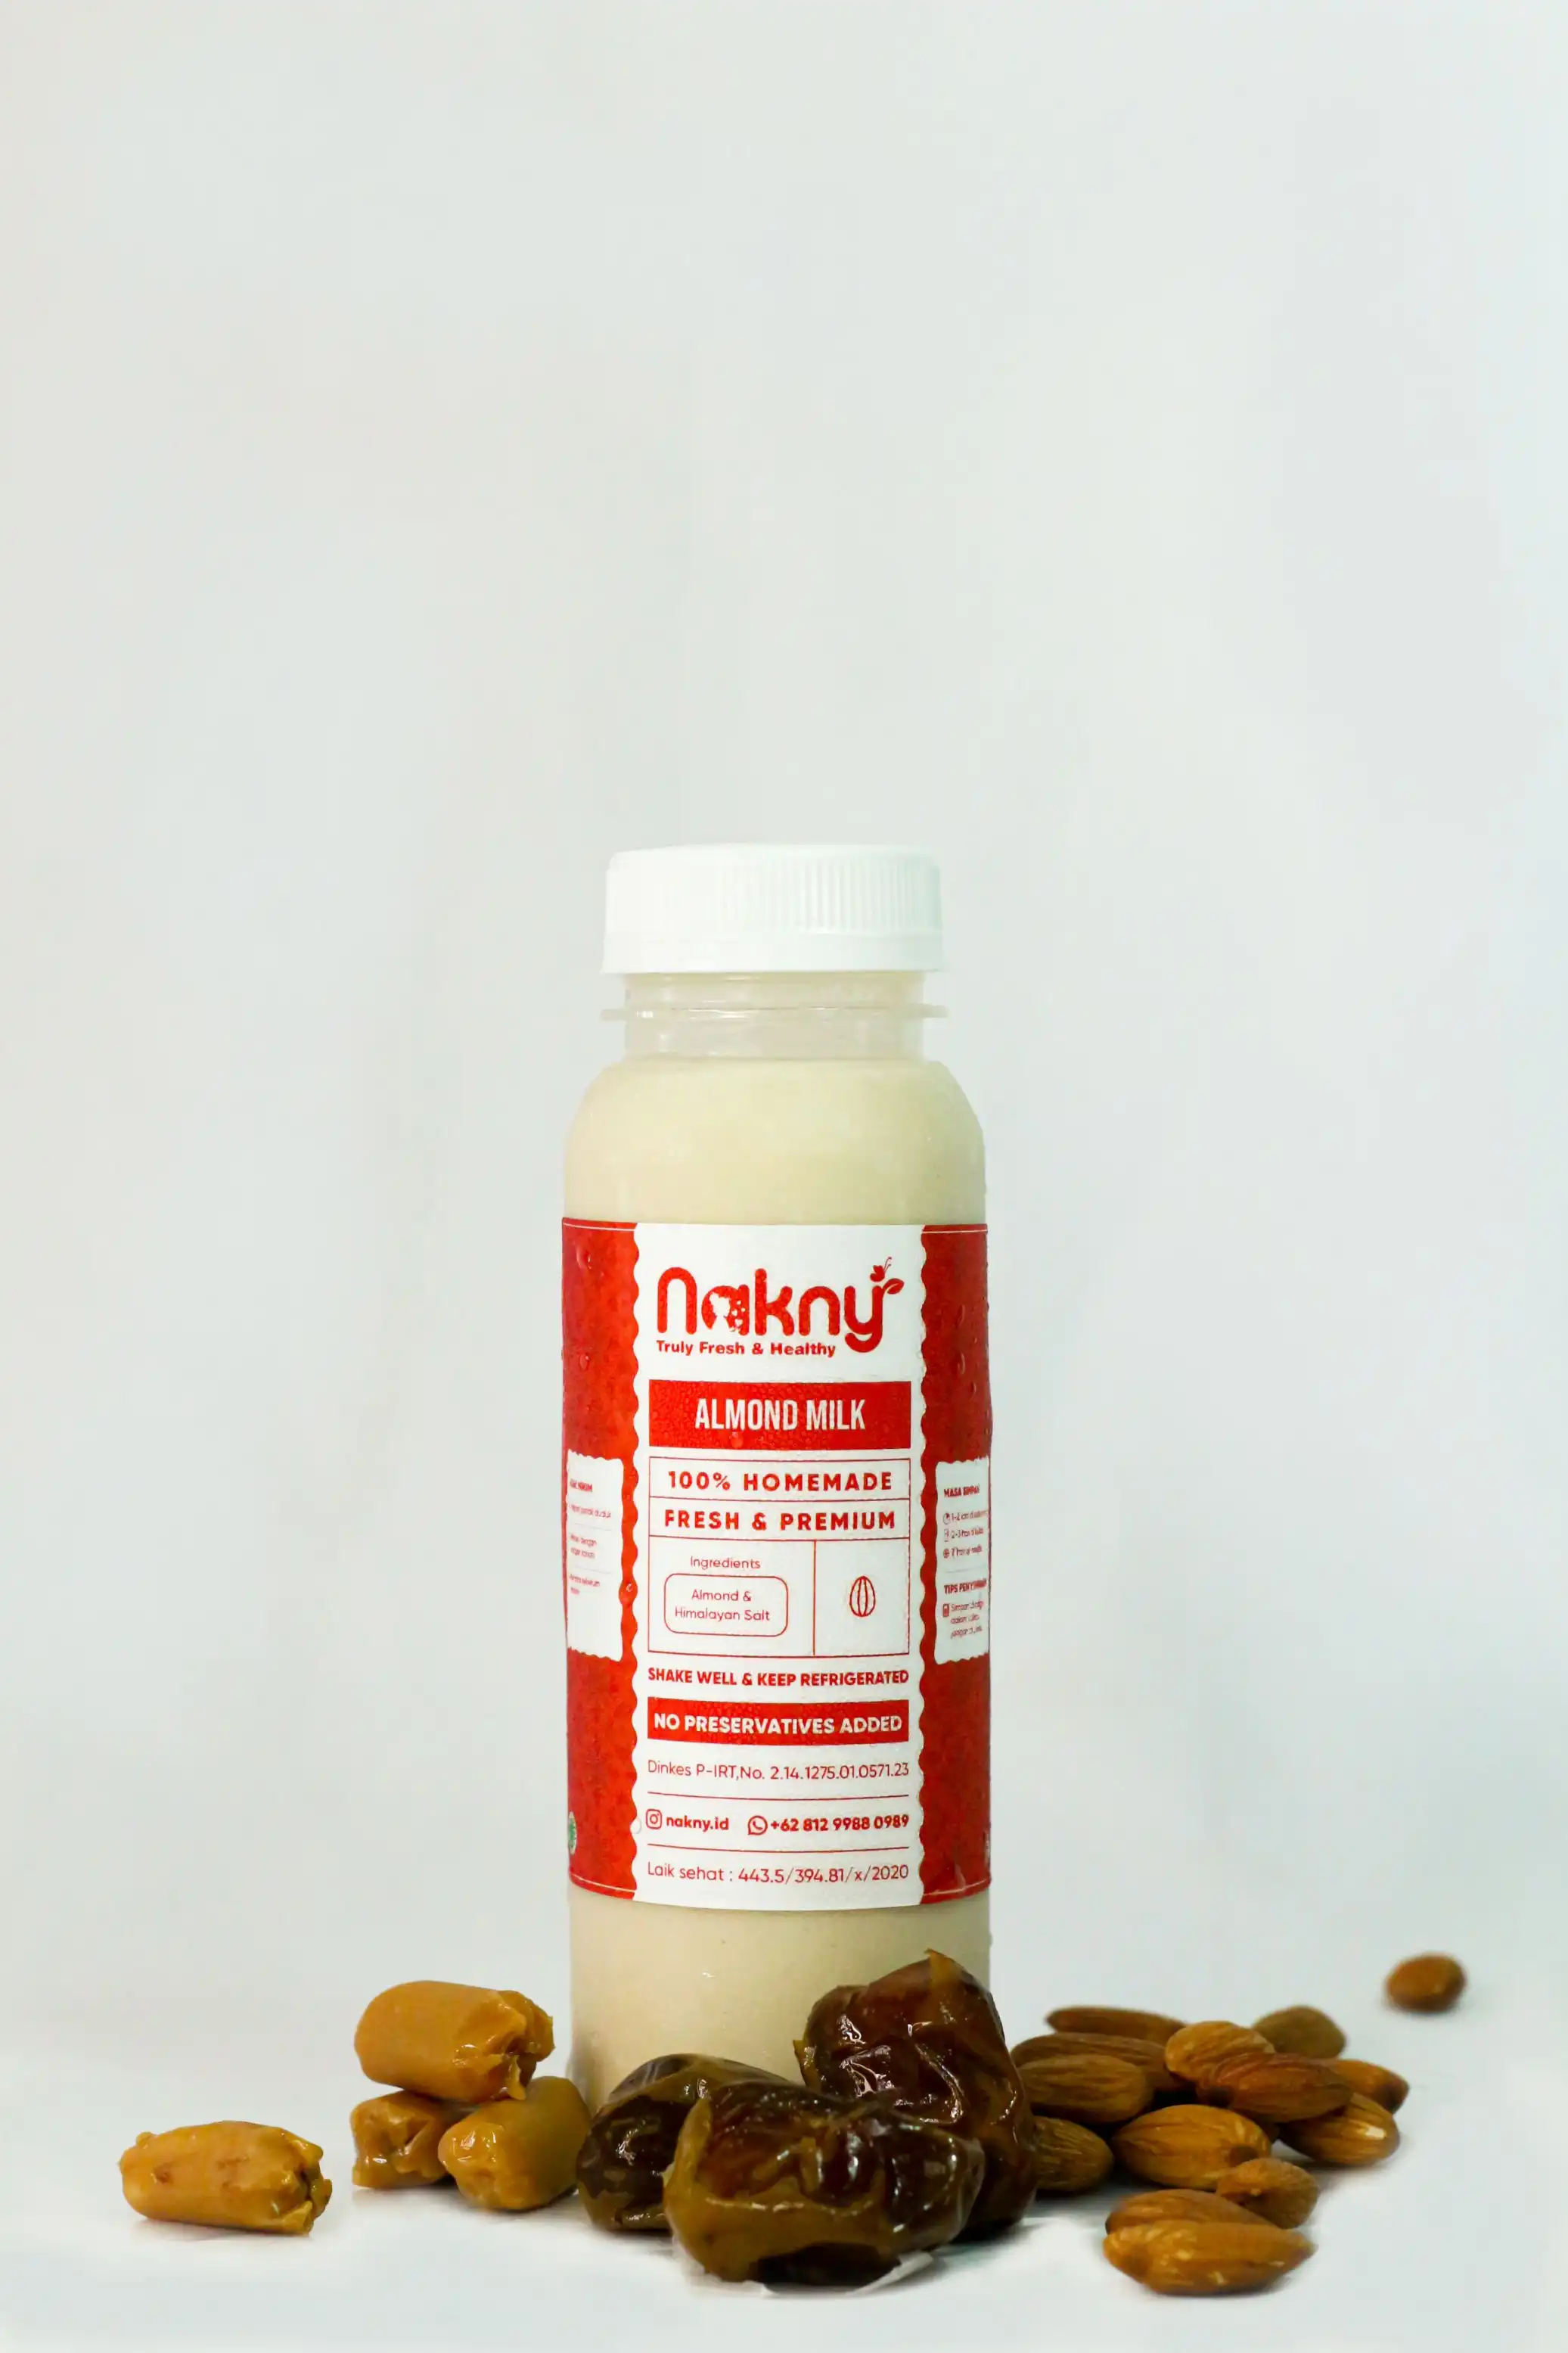 Nakny
Truly Fresh & Healthy
ALMOND MILK
100% HOMEMADE
FRESH & PREMIUM
Ingredients
Almond &
Himalayan Salt
SHAKE WELL & KEEP REFRIGERATED
NO PRESERVATIVES ADDED
Dinkes P-IRT,No. 2.14.1275.01.0571.23
nakny.id +62 812 9988 0989
Laik sehat : 443.5/394.81/x/2020
MASA
TIPS